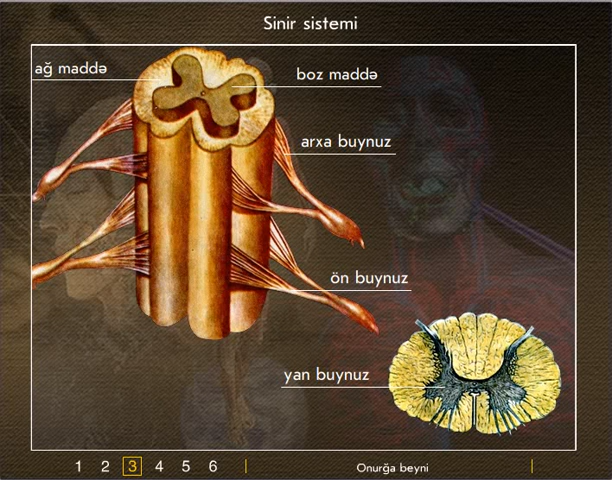 Sinir sistemi
ağ maddə
boz maddə
arxa buynuz
ön buynuz
yan buynuz
1 2 3 4 5 6
Onurğa beyni